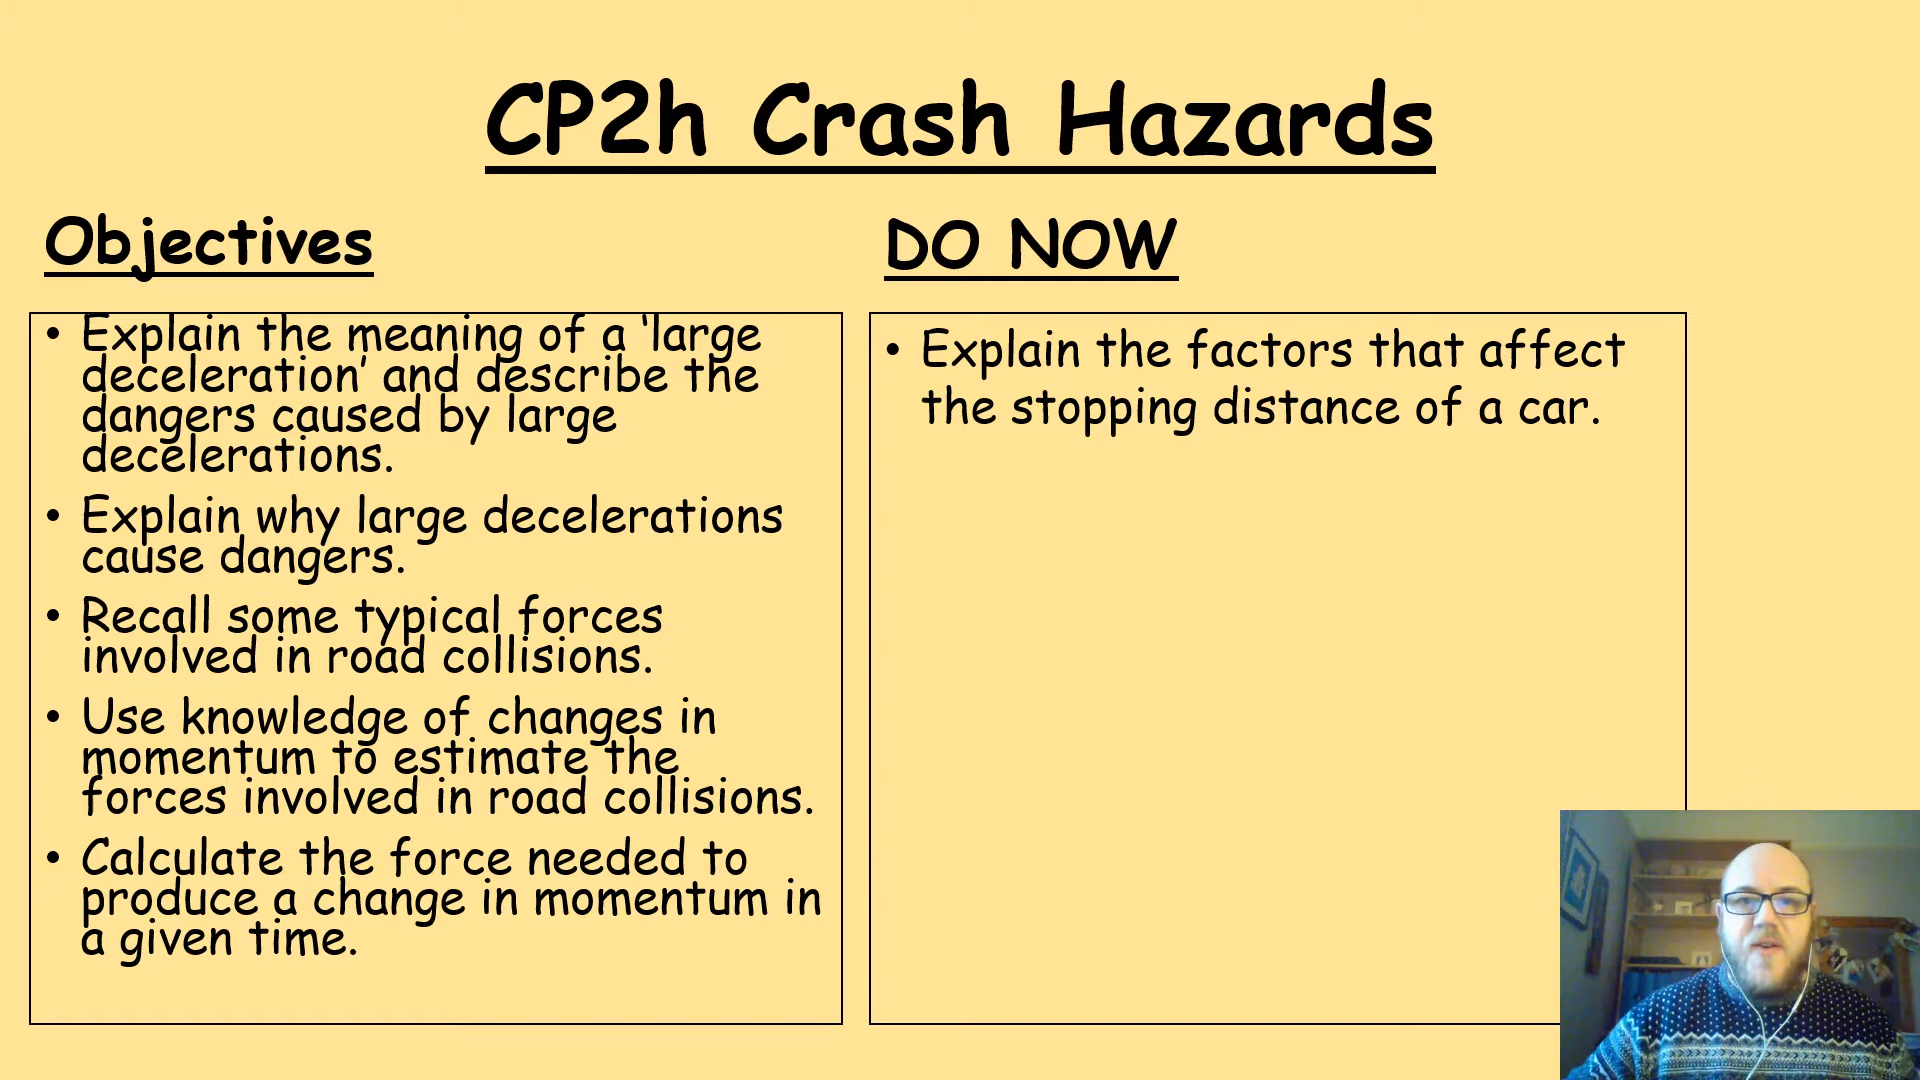 CP2h Crash Hazards
Objectives
• Explain the meaning of a ‘large
deceleration’ and describe the
dangers caused by large
decelerations.
• Explain why large decelerations
cause dangers.
• Recall some typical forces
involved in road collisions.
• Use knowledge of changes in
momentum to estimate the
forces involved in road collisions.
• Calculate the force needed to
produce a change in momentum in
a given time.
DO NOW
• Explain the factors that affect
the stopping distance of a car.